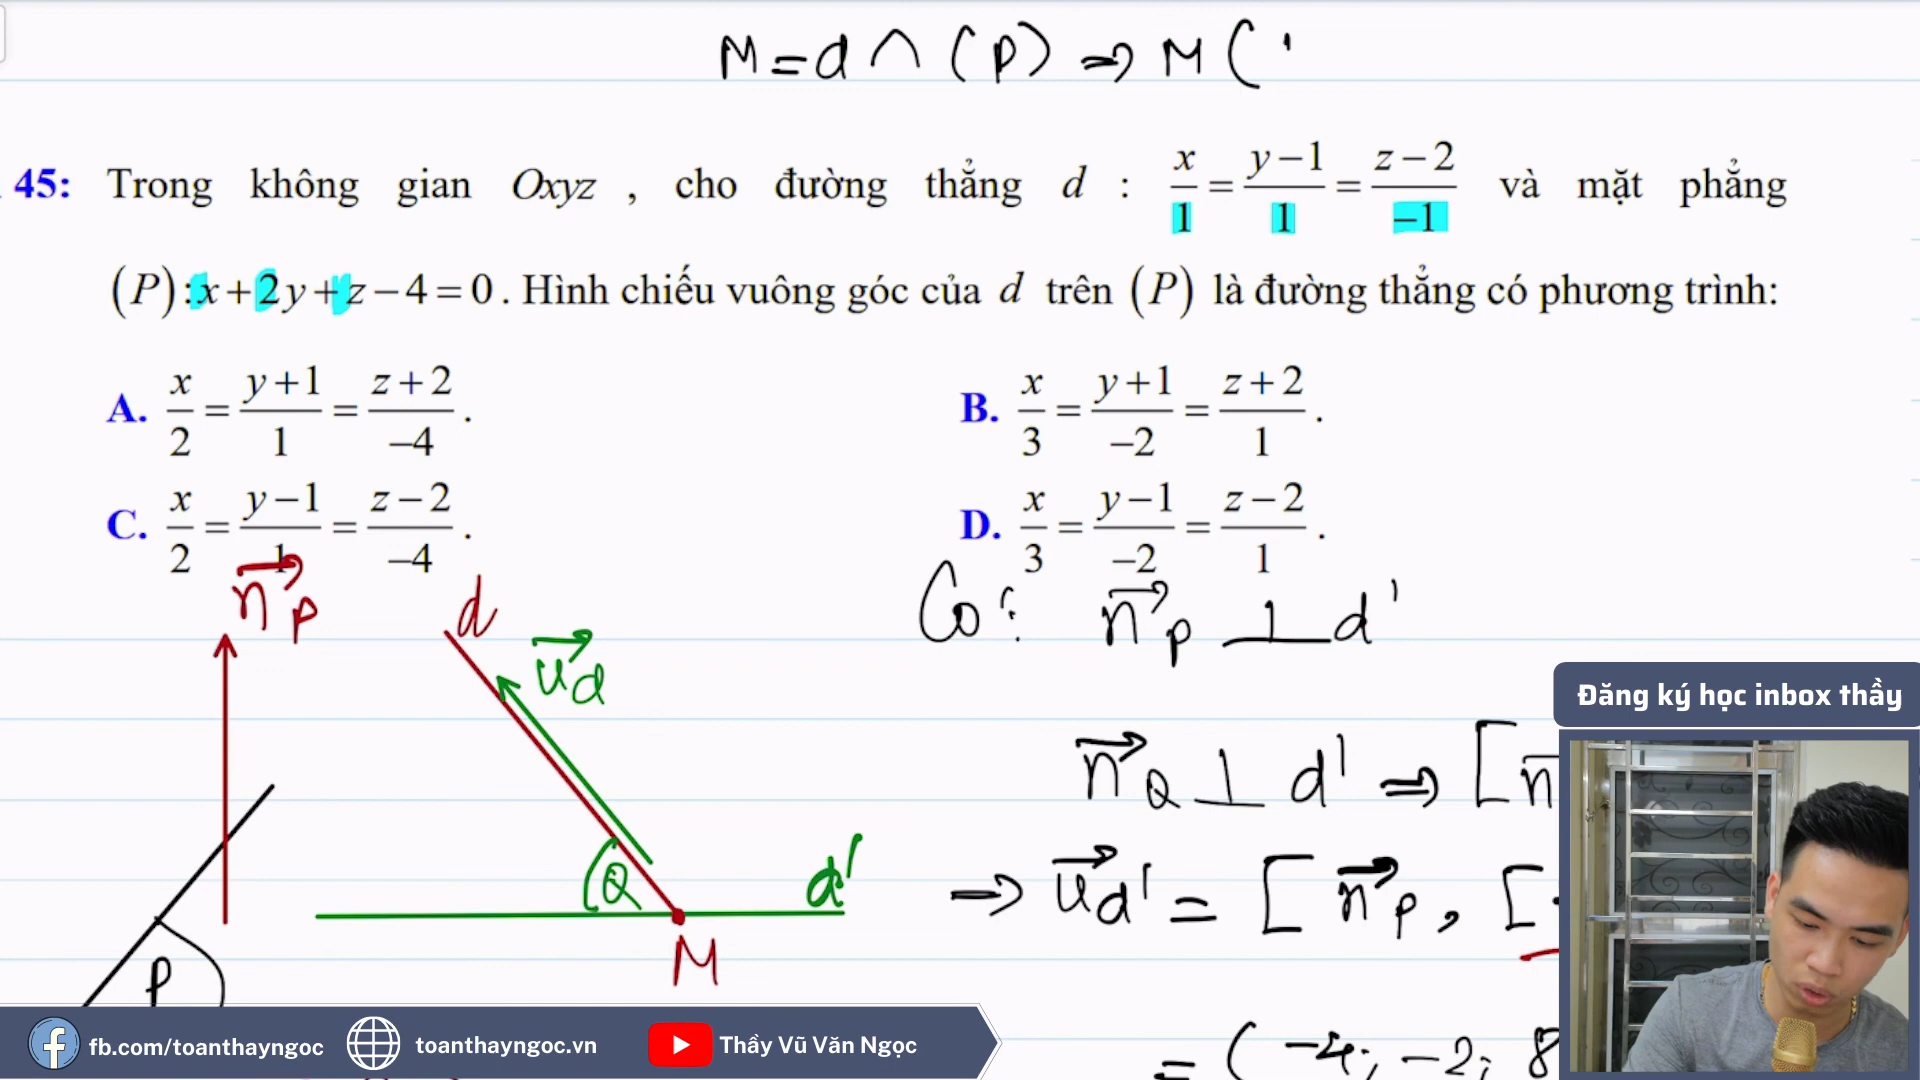 M = d ∩ (P) ⇒ M (
45: Trong không gian Oxyz , cho đường thẳng d : x/1 = y−1/1 = z−2/−1 và mặt phẳng
(P):x+2y+z−4=0. Hình chiếu vuông góc của d trên (P) là đường thẳng có phương trình:
A. x/2 = y+1/1 = z+2/−4 .
B. x/3 = y+1/−2 = z+2/1 .
C. x/2 = y−1/1 = z−2/−4 .
D. x/3 = y−1/−2 = z−2/1 .
n⃗p
d
u⃗d
Q
d'
M
P
Có: n⃗p ⊥ d'
n⃗Q ⊥ d' ⇒ [n
⇒ u⃗d' = [ n⃗p , [
= ( −4; −2; 8
Đăng ký học inbox thầy
fb.com/toanthayngoc
toanthayngoc.vn
Thầy Vũ Văn Ngọc